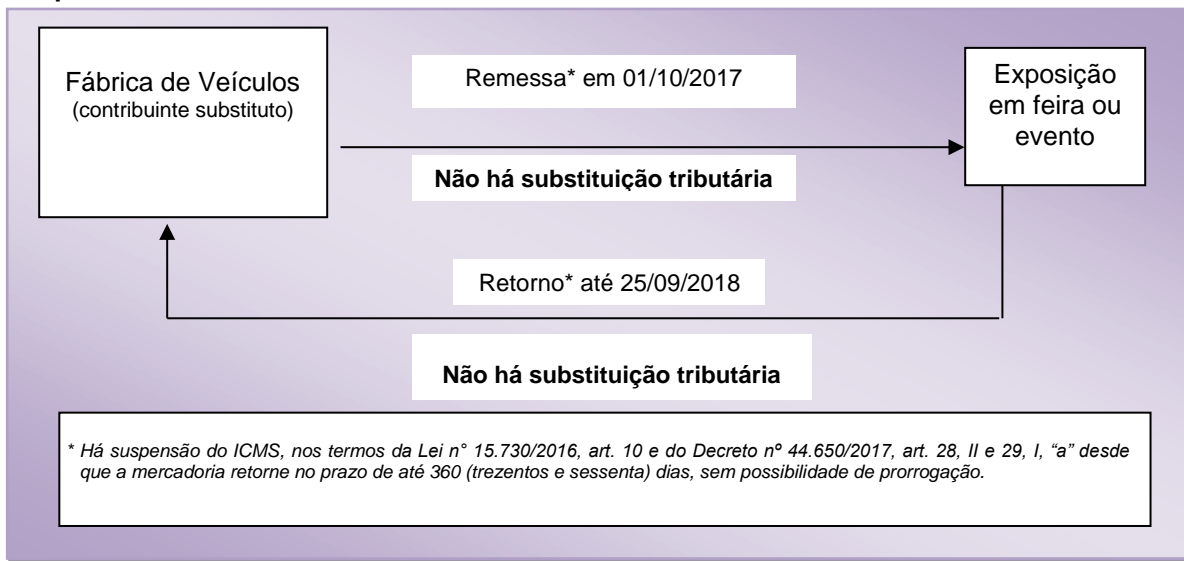 Fábrica de Veículos
(contribuinte substituto)
Remessa* em 01/10/2017
Não há substituição tributária
Exposição
em feira ou
evento
Retorno* até 25/09/2018
Não há substituição tributária
* Há suspensão do ICMS, nos termos da Lei n° 15.730/2016, art. 10 e do Decreto nº 44.650/2017, art. 28, II e 29, I, “a” desde
que a mercadoria retorne no prazo de até 360 (trezentos e sessenta) dias, sem possibilidade de prorrogação.